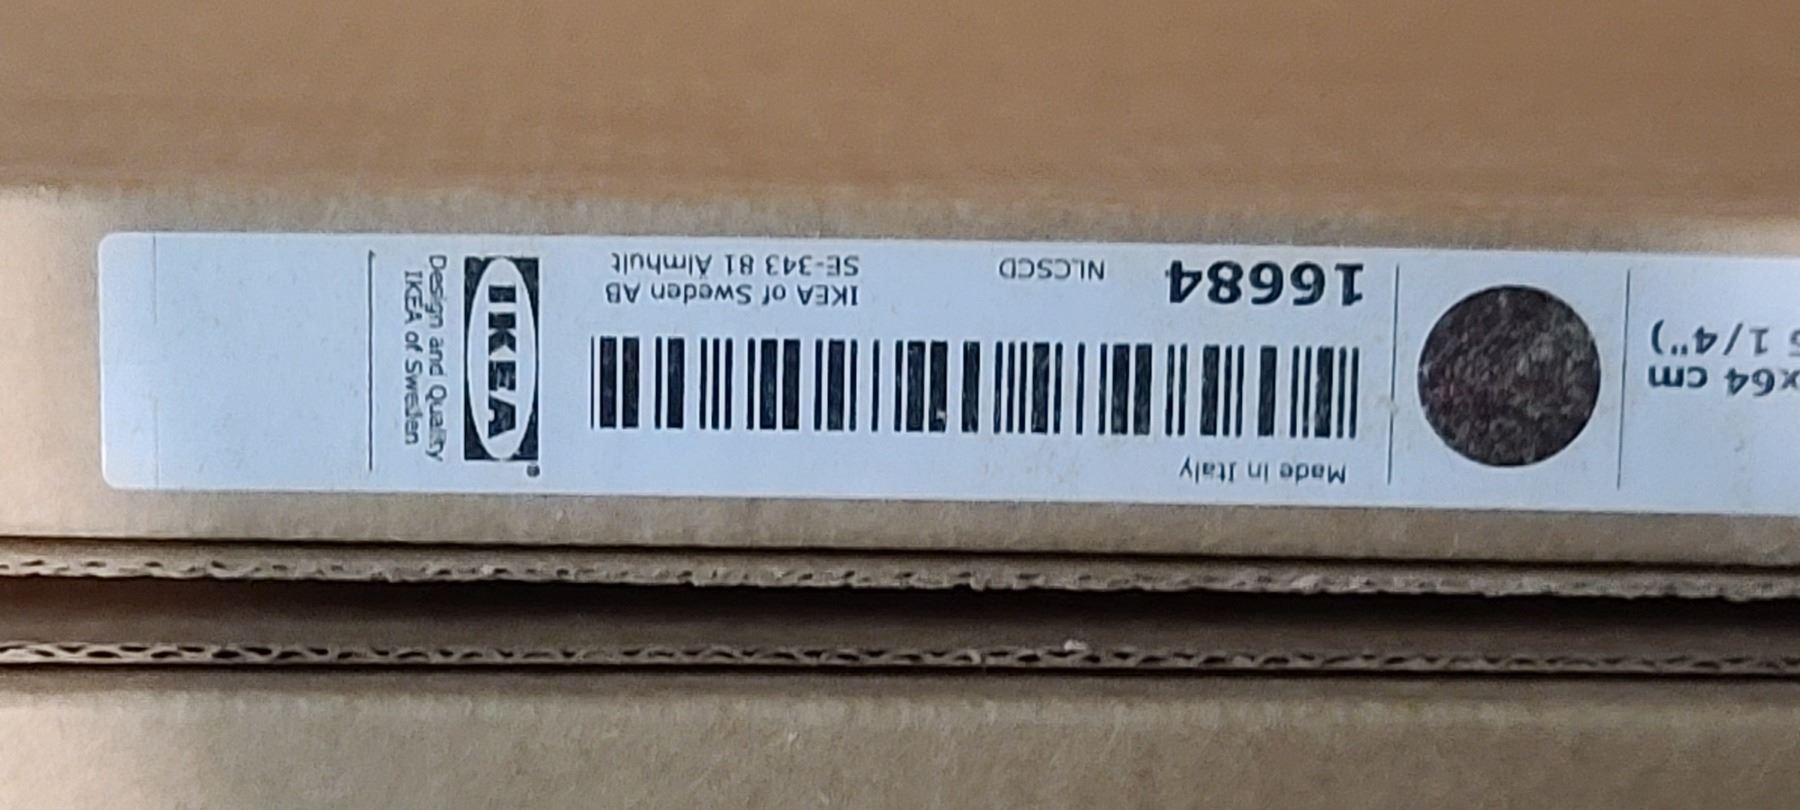 x64 cm
1/4")
Made in Italy
16684
NLCSCD
IKEA of Sweden AB
SE-343 81 Älmhult
IKEA®
Design and Quality
IKEA of Sweden